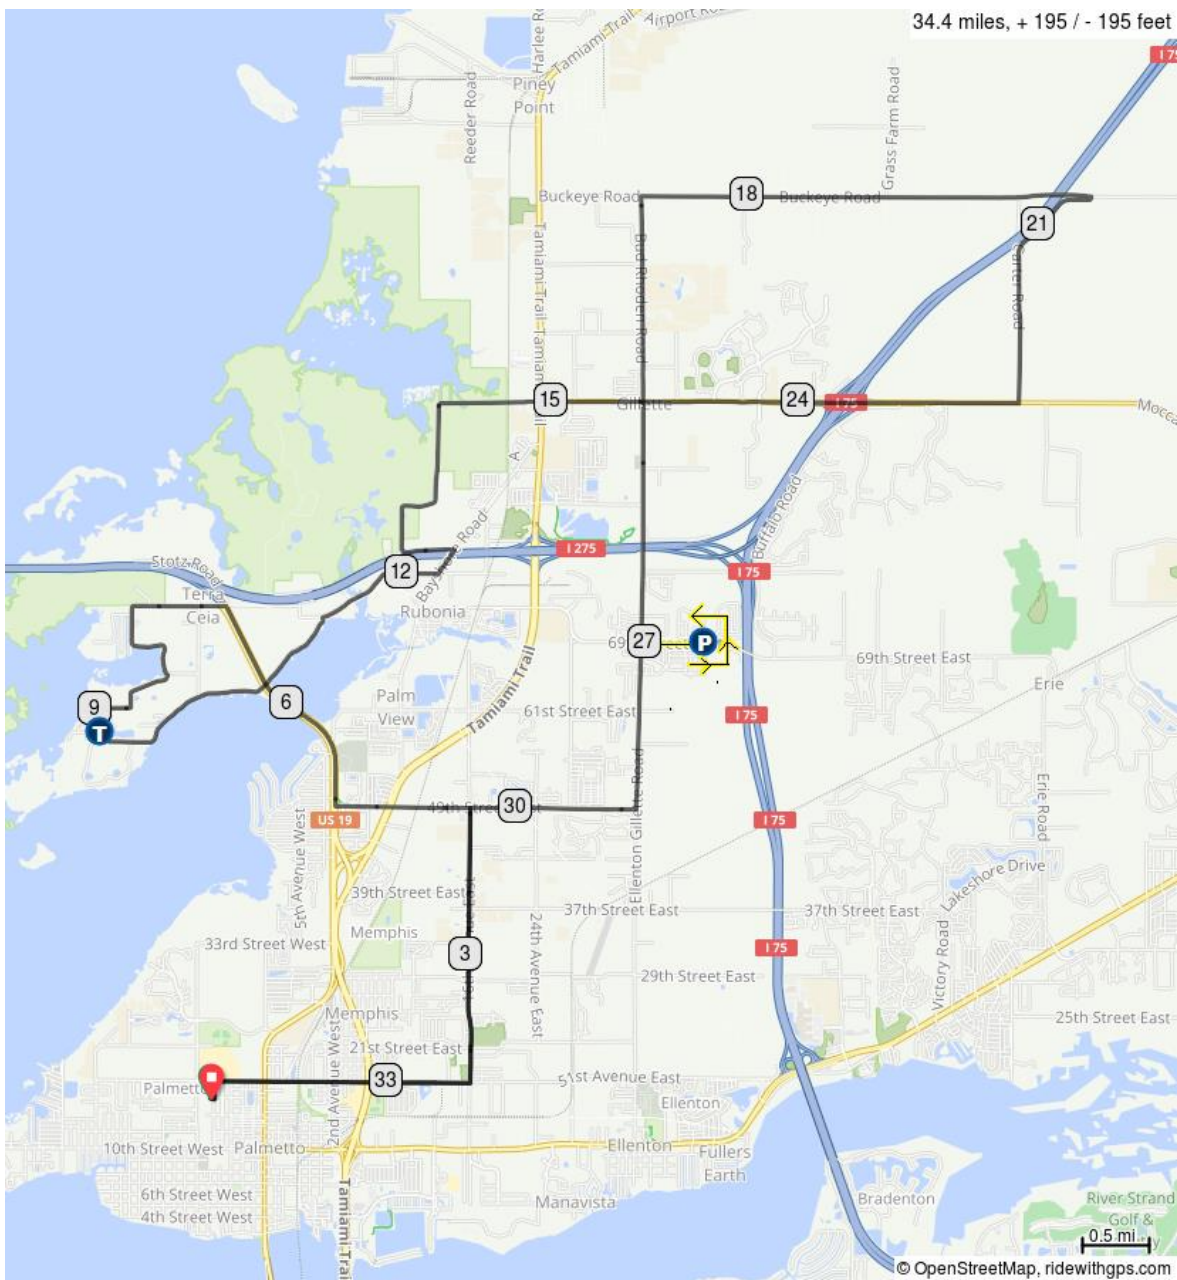 34.4 miles, + 195 / - 195 feet
Airport Road
Harlee R
Tamiami Trail
I 75
Piney
Point
Reeder Road
Grass Farm Road
Buckeye Road
18
Buckeye Road
21
Tamiami Trail
Tamiami Trail
Bud Rhoden Road
Carter Road
15
Gillette
24
I 75
Mocca
A
Bayshore Road
Buffalo Road
I 275
Stotz Road
12
I 75
Terra
Ceia
Rubonia
27
P
69th Street East
Erie
9
T
6
Palm
View
Tamiami Trail
61st Street East
I 75
Ellenton Gillette Road
Erie Road
49th Street East
30
US 19
I 75
5th Avenue West
39th Street East
Lakeshore Drive
37th Street East
37th Street East
Memphis
33rd Street West
3
24th Avenue East
I 75
29th Street East
Victory Road
Memphis
25th Street East
2nd Avenue West
21st Street East
33
51st Avenue East
Palmetto
Ellenton
10th Street West
Palmetto
Ellenton
Fullers
Earth
6th Street West
4th Street West
Tamiami Trai
Manavista
Bradenton
River Strand
Golf &
0.5 mi
© OpenStreetMap, ridewithgps.com